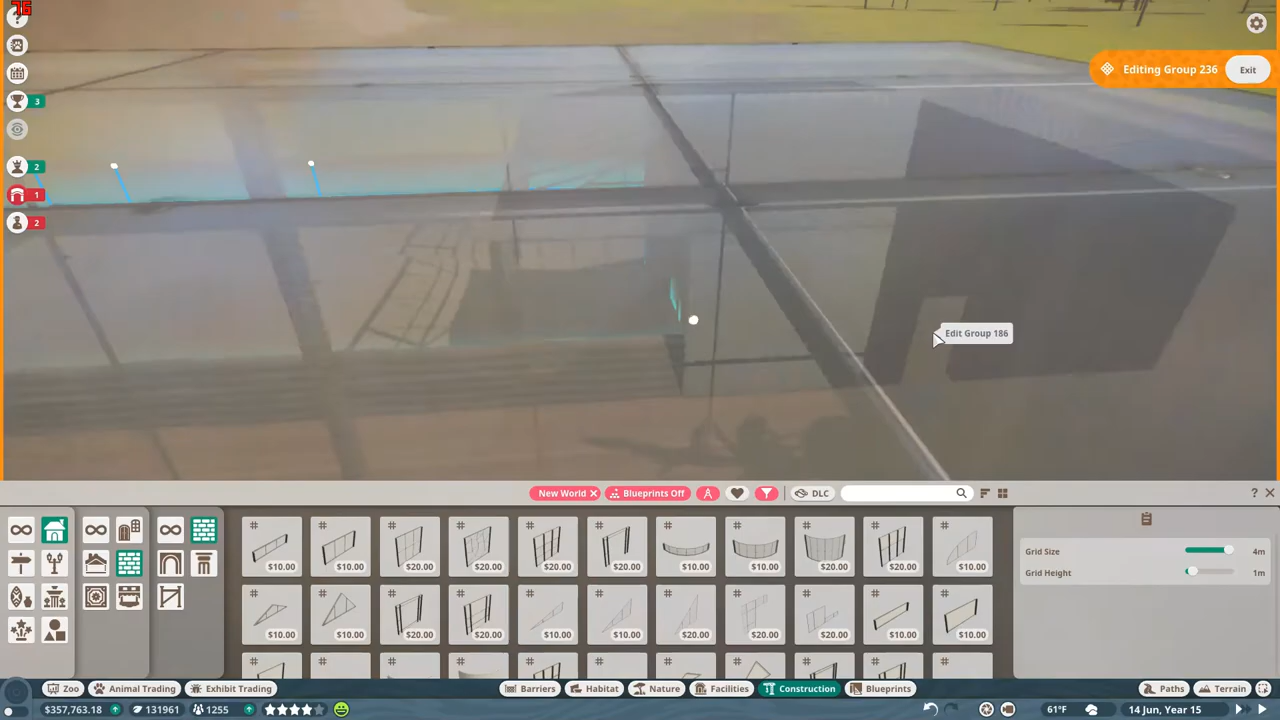 76
?
Editing Group 236
Exit
3
2
1
2
Edit Group 186
New World
Blueprints Off
DLC
?
$10.00 $10.00 $20.00 $20.00 $20.00 $20.00 $10.00 $10.00 $20.00 $20.00 $10.00
$10.00 $10.00 $20.00 $20.00 $10.00 $10.00 $20.00 $20.00 $20.00 $10.00 $10.00
Grid Size 4m
Grid Height 1m
Zoo Animal Trading Exhibit Trading Barriers Habitat Nature Facilities Construction Blueprints Paths Terrain
$357,763.18 131961 1255 61°F 14 Jun, Year 15